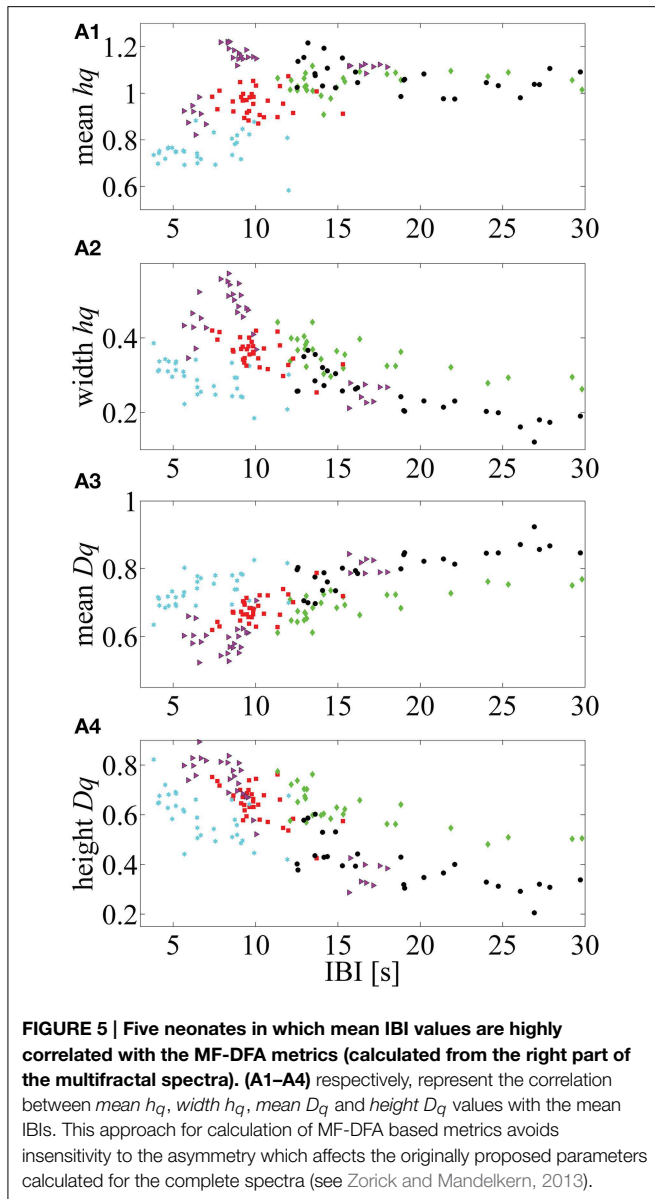 A1
1.2
1
0.8
0.6
mean hq
5 10 15 20 25 30
A2
0.4
0.2
width hq
5 10 15 20 25 30
A3
1
0.8
0.6
mean Dq
5 10 15 20 25 30
A4
0.8
0.6
0.4
0.2
height Dq
5 10 15 20 25 30
IBI [s]
FIGURE 5 | Five neonates in which mean IBI values are highly
correlated with the MF-DFA metrics (calculated from the right part of
the multifractal spectra). (A1–A4) respectively, represent the correlation
between mean hq, width hq, mean Dq and height Dq values with the mean
IBIs. This approach for calculation of MF-DFA based metrics avoids
insensitivity to the asymmetry which affects the originally proposed parameters
calculated for the complete spectra (see Zorick and Mandelkern, 2013).